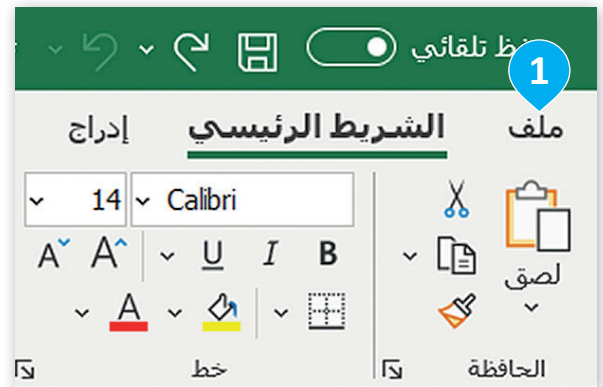 حفظ تلقائي
1
ملف الشريط الرئيسي إدراج
Calibri 14
لصق
B I U A A
A
الحافظة خط